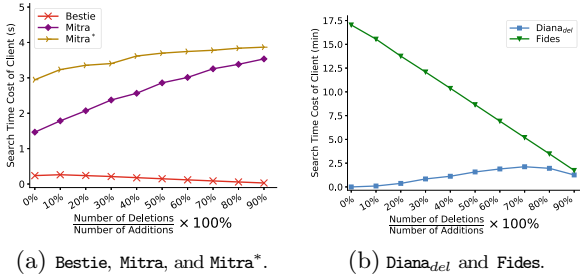 Search Time Cost of Client (s)
5
4
3
2
1
0
Bestie
Mitra
Mitra*
0% 10% 20% 30% 40% 50% 60% 70% 80% 90%
Number of Deletions
Number of Additions
× 100%
(a) Bestie, Mitra, and Mitra*.
Search Time Cost of Client (min)
17.5
15.0
12.5
10.0
7.5
5.0
2.5
0.0
Diana_del
Fides
0% 10% 20% 30% 40% 50% 60% 70% 80% 90%
Number of Deletions
Number of Additions
× 100%
(b) Diana_del and Fides.